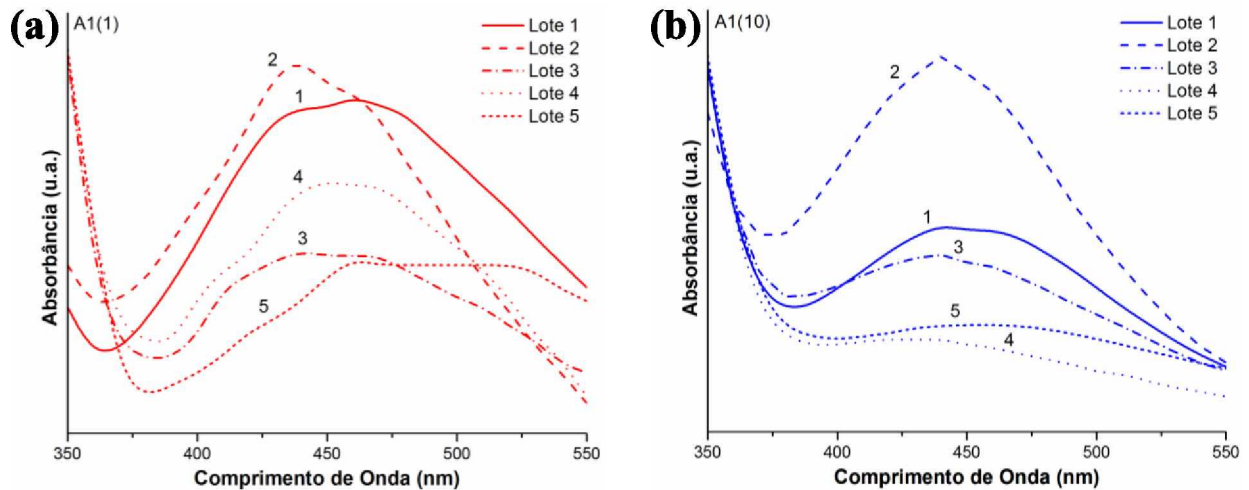 (a)
A1(1)
Lote 1
Lote 2
Lote 3
Lote 4
Lote 5
2
1
4
3
5
Absorbância (u.a.)
350
400
450
500
550
Comprimento de Onda (nm)
(b)
A1(10)
Lote 1
Lote 2
Lote 3
Lote 4
Lote 5
2
1
3
5
4
Absorbância (u.a.)
350
400
450
500
550
Comprimento de Onda (nm)